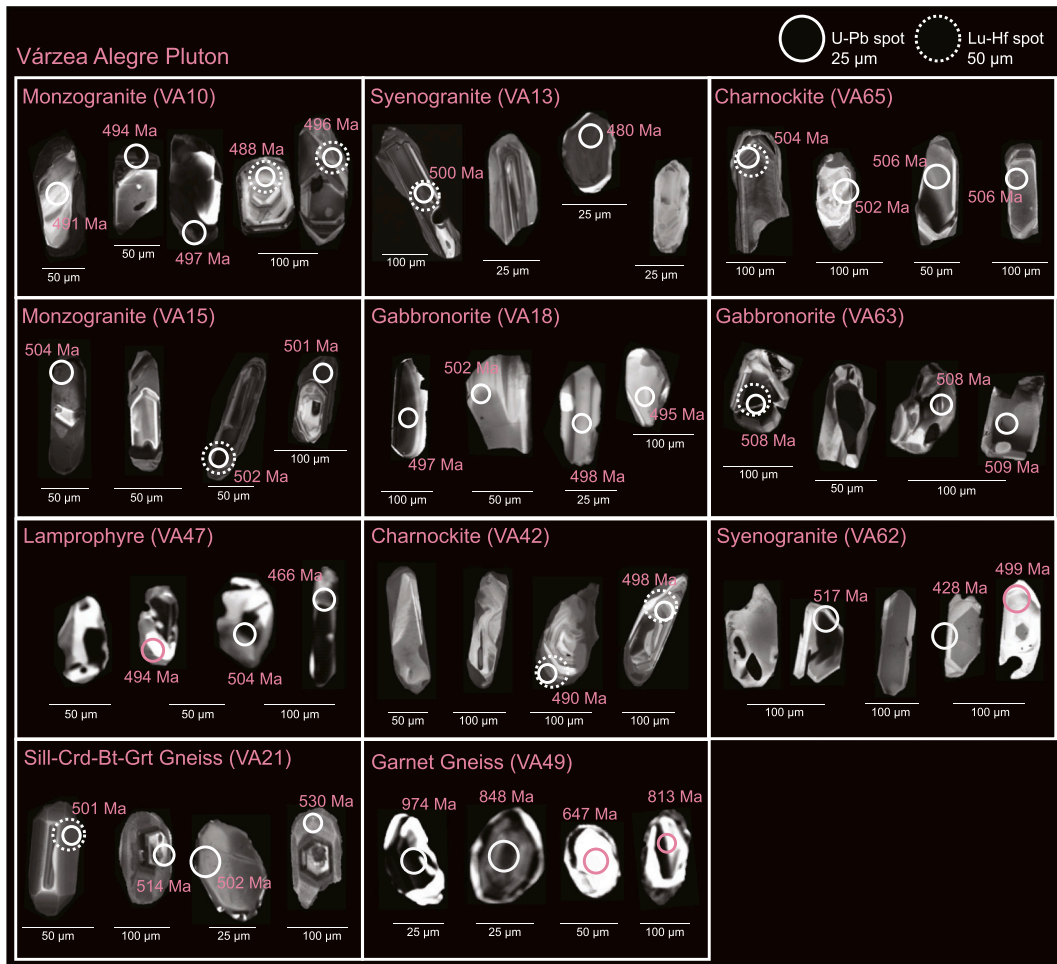 Várzea Alegre Pluton
U-Pb spot
25 µm
Lu-Hf spot
50 µm
Monzogranite (VA10)
494 Ma
496 Ma
488 Ma
491 Ma
497 Ma
50 µm
50 µm
100 µm
Syenogranite (VA13)
480 Ma
500 Ma
100 µm
25 µm
25 µm
25 µm
Charnockite (VA65)
504 Ma
506 Ma
502 Ma
506 Ma
100 µm
100 µm
50 µm
100 µm
Monzogranite (VA15)
504 Ma
501 Ma
502 Ma
50 µm
50 µm
50 µm
100 µm
Gabbronorite (VA18)
502 Ma
495 Ma
497 Ma
498 Ma
100 µm
50 µm
25 µm
100 µm
Gabbronorite (VA63)
508 Ma
508 Ma
509 Ma
100 µm
50 µm
100 µm
Lamprophyre (VA47)
466 Ma
494 Ma
504 Ma
50 µm
50 µm
100 µm
Charnockite (VA42)
498 Ma
490 Ma
50 µm
100 µm
100 µm
100 µm
Syenogranite (VA62)
499 Ma
517 Ma
428 Ma
100 µm
100 µm
100 µm
Sill-Crd-Bt-Grt Gneiss (VA21)
501 Ma
530 Ma
514 Ma
502 Ma
50 µm
100 µm
25 µm
100 µm
Garnet Gneiss (VA49)
974 Ma
848 Ma
647 Ma
813 Ma
25 µm
25 µm
50 µm
100 µm